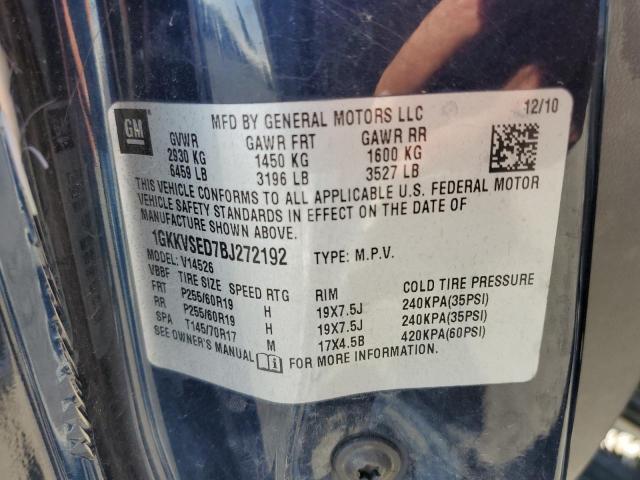 GM
MFD BY GENERAL MOTORS LLC 12/10
GVWR GAWR FRT GAWR RR
2930 KG 1450 KG 1600 KG
6459 LB 3196 LB 3527 LB
THIS VEHICLE CONFORMS TO ALL APPLICABLE U.S. FEDERAL MOTOR
VEHICLE SAFETY STANDARDS IN EFFECT ON THE DATE OF
MANUFACTURE SHOWN ABOVE.
1GKKVSED7BJ272192 TYPE: M.P.V.
MODEL: V14526
VBBF TIRE SIZE SPEED RTG RIM COLD TIRE PRESSURE
FRT P255/60R19 H 19X7.5J 240KPA(35PSI)
RR P255/60R19 H 19X7.5J 240KPA(35PSI)
SPA T145/70R17 M 17X4.5B 420KPA(60PSI)
SEE OWNER'S MANUAL FOR MORE INFORMATION.